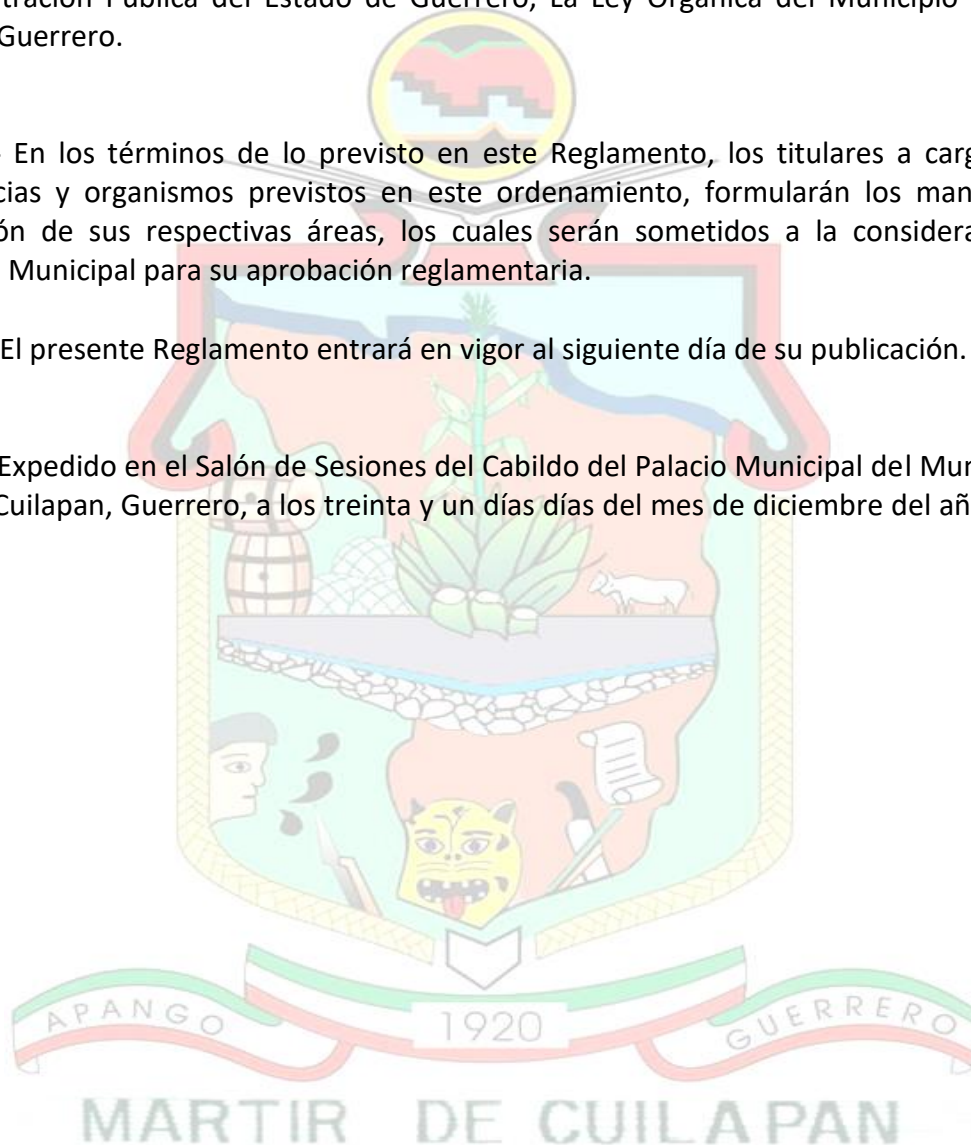 tración Pública del Estado de Guerrero, La Ley Orgánica del Municipio
Guerrero.
En los términos de lo previsto en este Reglamento, los titulares a carg
cias y organismos previstos en este ordenamiento, formularán los man
ón de sus respectivas áreas, los cuales serán sometidos a la considera
Municipal para su aprobación reglamentaria.
El presente Reglamento entrará en vigor al siguiente día de su publicación.
Expedido en el Salón de Sesiones del Cabildo del Palacio Municipal del Mun
Cuilapan, Guerrero, a los treinta y un días días del mes de diciembre del añ
APANGO
1920
GUERRERO
MARTIR DE CUILAPAN